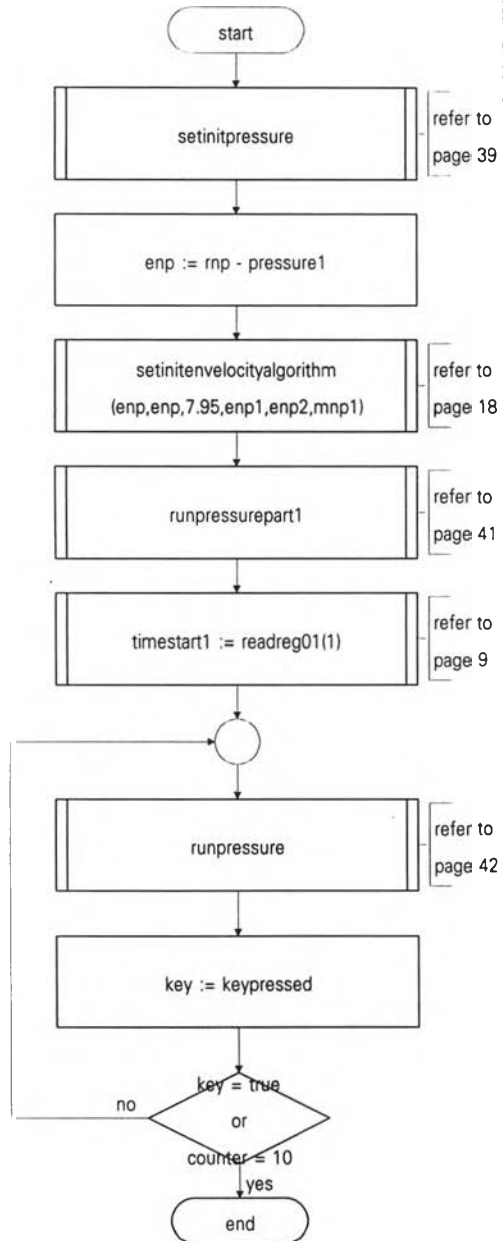 start
setinitpressure
refer to
page 39
enp := rnp - pressure1
setinitenvelocityalgorithm
(enp,enp,7.95,enp1,enp2,mnp1)
refer to
page 18
runpressurepart1
refer to
page 41
timestart1 := readreg01(1)
refer to
page 9
runpressure
refer to
page 42
key := keypressed
key = true
no
or
counter = 10
yes
end